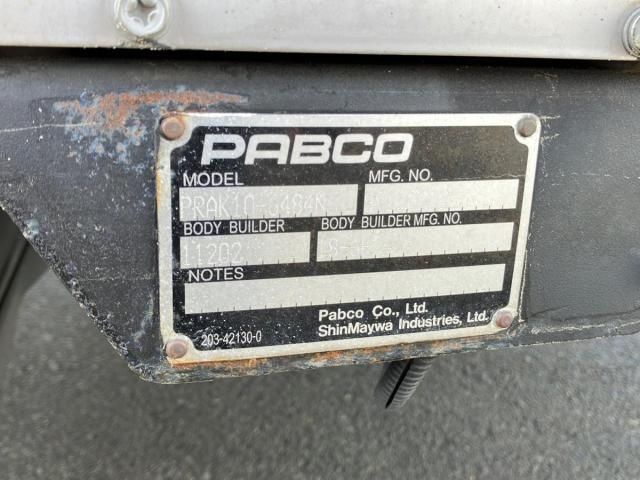 PABCO
MODEL MFG. NO.
BODY BUILDER BODY BUILDER MFG. NO.
11202
NOTES
Pabco Co., Ltd.
203-42130-0 ShinMaywa Industries, Ltd.